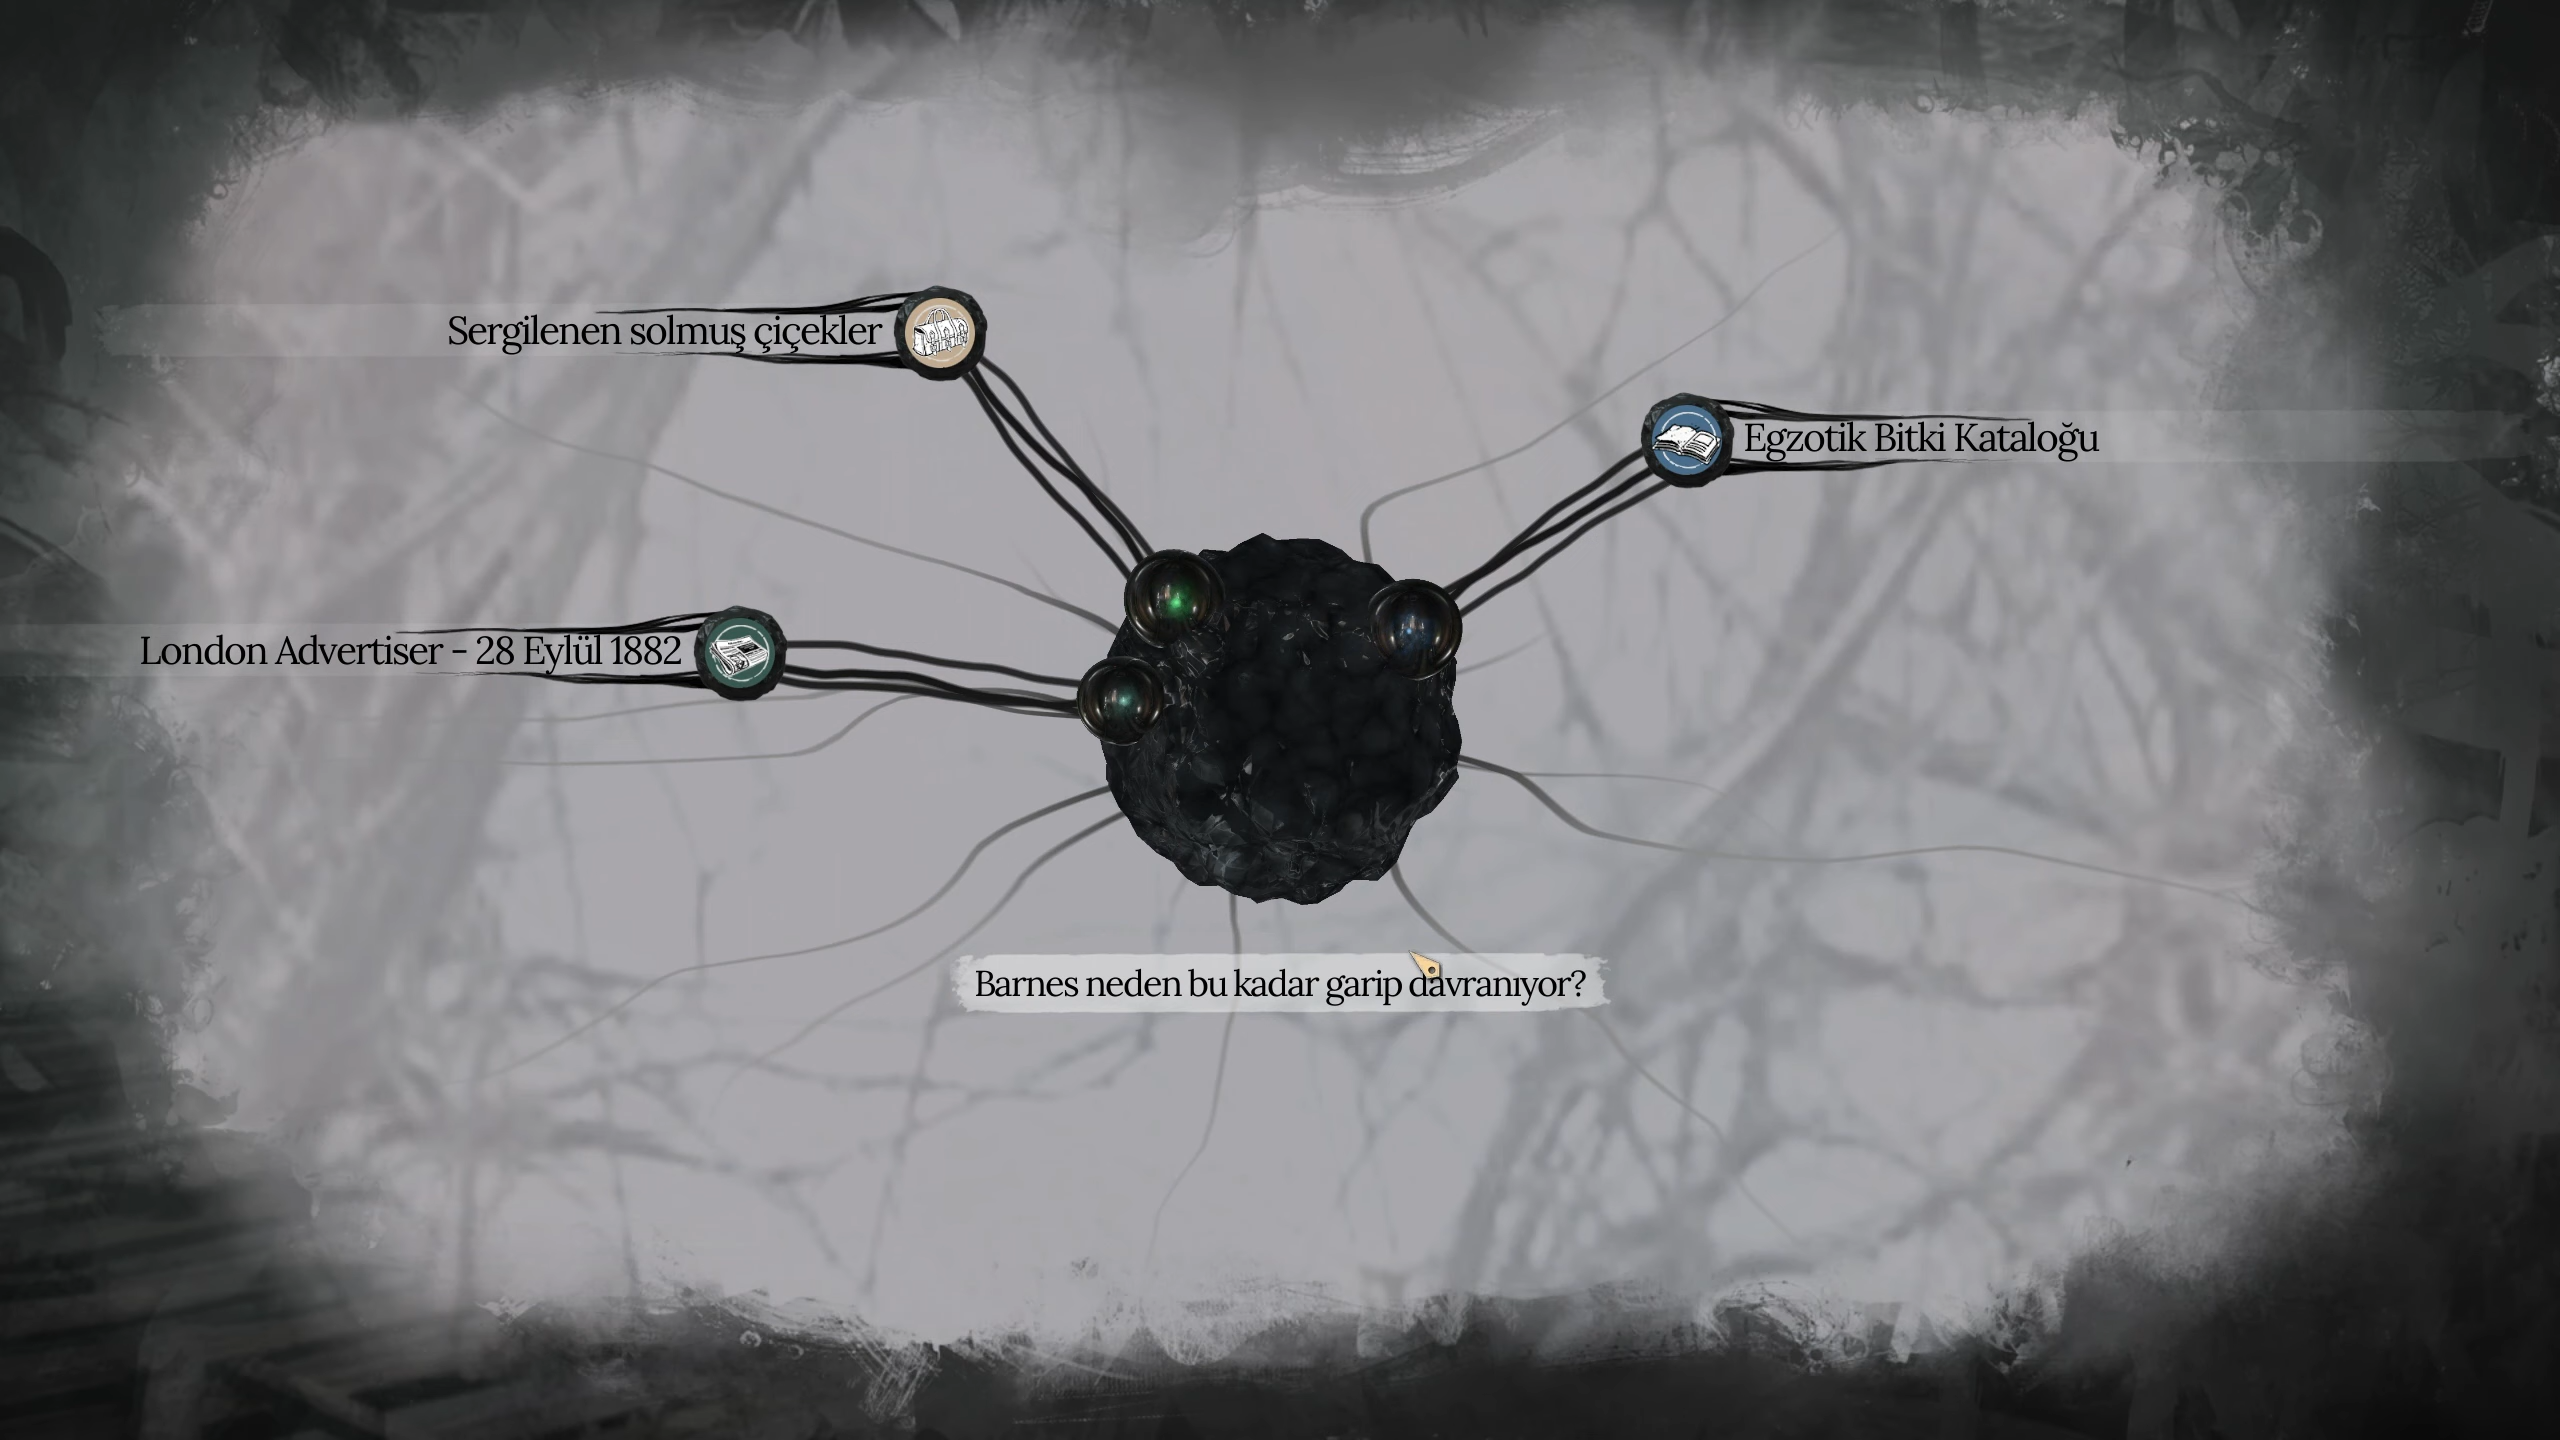 Sergilenen solmuş çiçekler
Egzotik Bitki Kataloğu
London Advertiser - 28 Eylül 1882
Barnes neden bu kadar garip davranıyor?